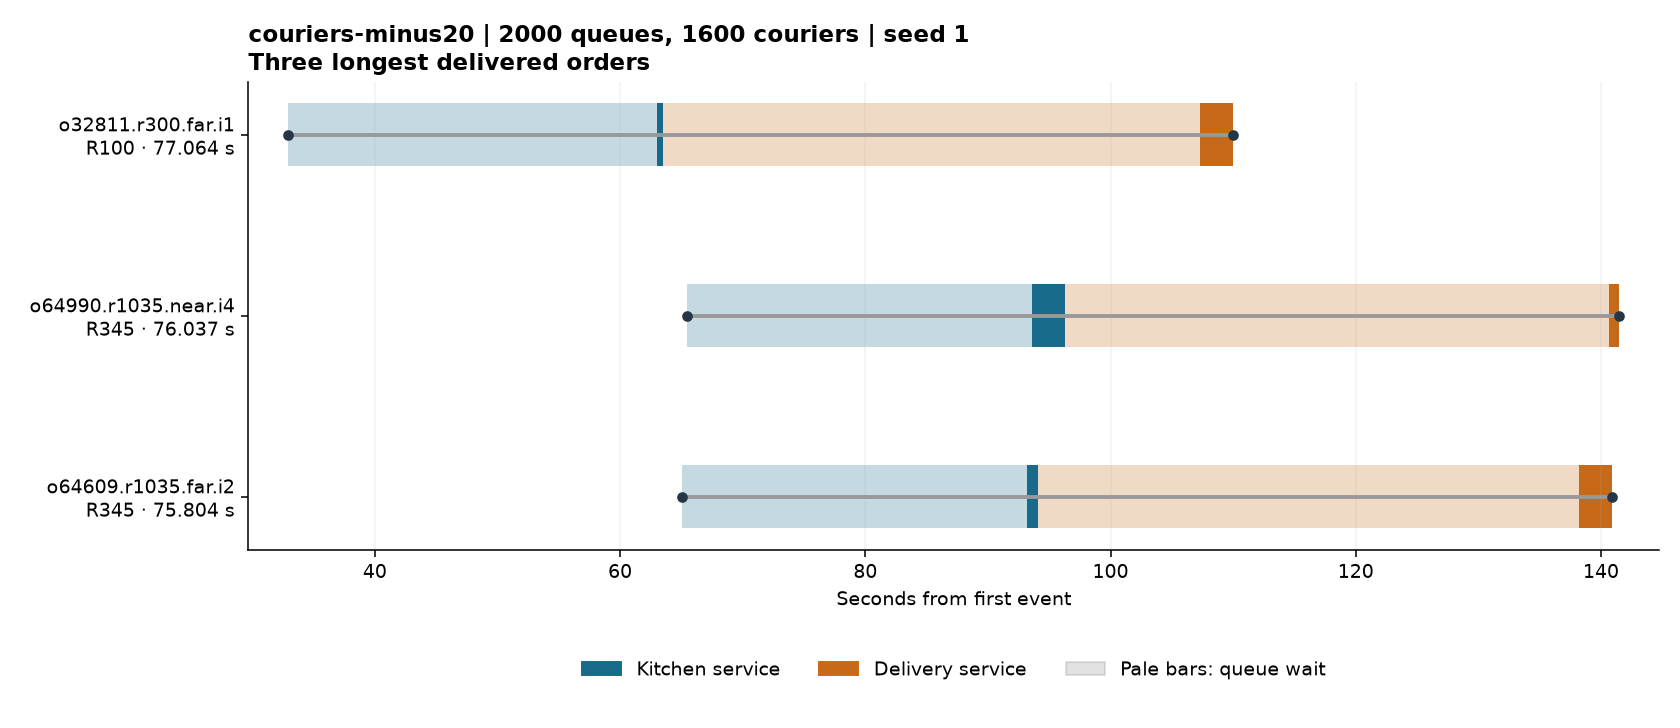 couriers-minus20 | 2000 queues, 1600 couriers | seed 1
Three longest delivered orders
o32811.r300.far.i1
R100 · 77.064 s
o64990.r1035.near.i4
R345 · 76.037 s
o64609.r1035.far.i2
R345 · 75.804 s
40 60 80 100 120 140
Seconds from first event
Kitchen service Delivery service Pale bars: queue wait